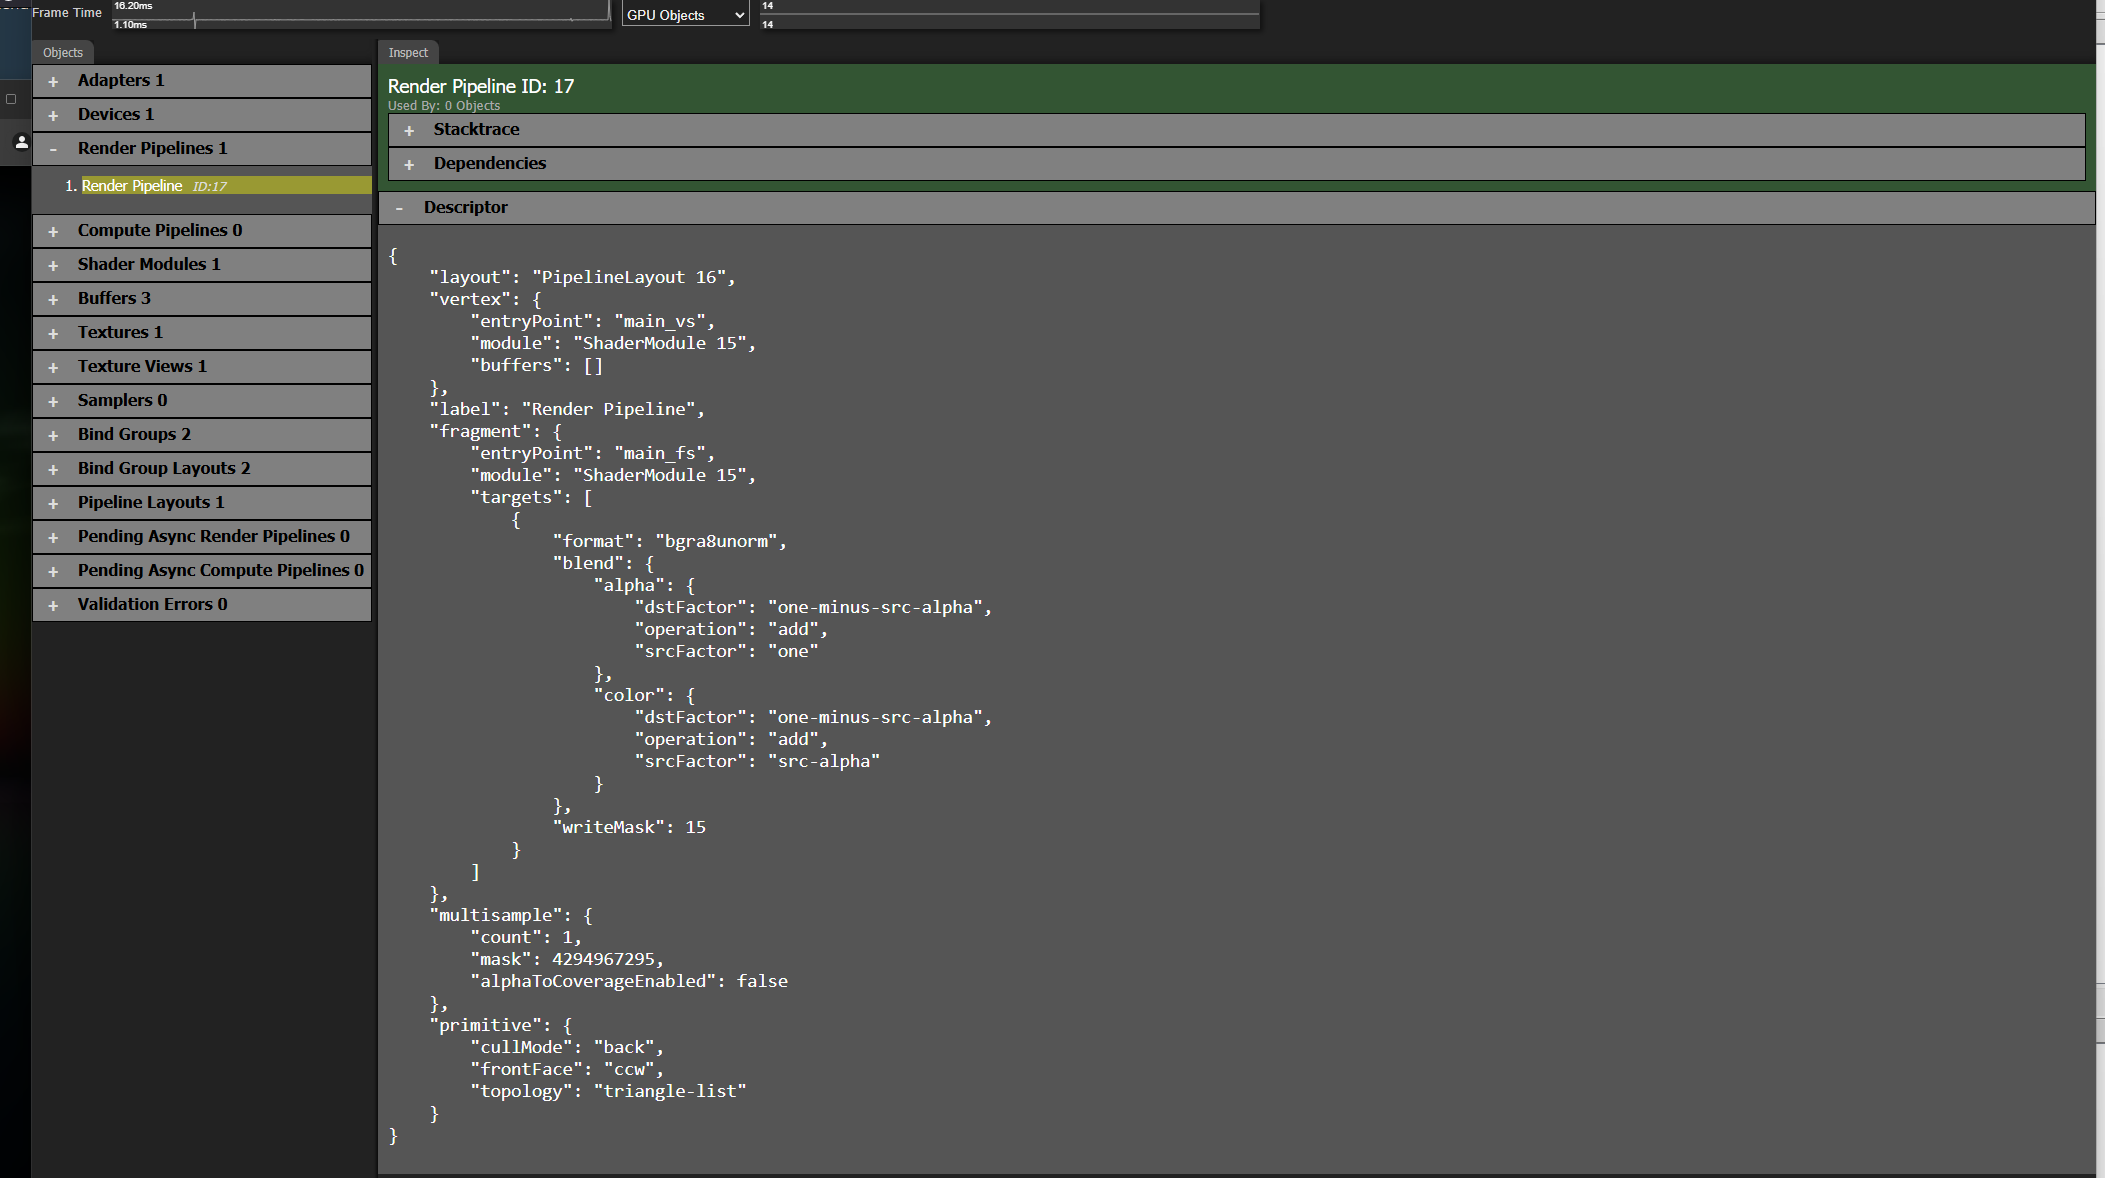 Frame Time
16.20ms
1.10ms
GPU Objects
14
14
Objects
+ Adapters 1
+ Devices 1
- Render Pipelines 1
1. Render Pipeline ID:17
+ Compute Pipelines 0
+ Shader Modules 1
+ Buffers 3
+ Textures 1
+ Texture Views 1
+ Samplers 0
+ Bind Groups 2
+ Bind Group Layouts 2
+ Pipeline Layouts 1
+ Pending Async Render Pipelines 0
+ Pending Async Compute Pipelines 0
+ Validation Errors 0
Inspect
Render Pipeline ID: 17
Used By: 0 Objects
+ Stacktrace
+ Dependencies
- Descriptor
{
    "layout": "PipelineLayout 16",
    "vertex": {
        "entryPoint": "main_vs",
        "module": "ShaderModule 15",
        "buffers": []
    },
    "label": "Render Pipeline",
    "fragment": {
        "entryPoint": "main_fs",
        "module": "ShaderModule 15",
        "targets": [
            {
                "format": "bgra8unorm",
                "blend": {
                    "alpha": {
                        "dstFactor": "one-minus-src-alpha",
                        "operation": "add",
                        "srcFactor": "one"
                    },
                    "color": {
                        "dstFactor": "one-minus-src-alpha",
                        "operation": "add",
                        "srcFactor": "src-alpha"
                    }
                },
                "writeMask": 15
            }
        ]
    },
    "multisample": {
        "count": 1,
        "mask": 4294967295,
        "alphaToCoverageEnabled": false
    },
    "primitive": {
        "cullMode": "back",
        "frontFace": "ccw",
        "topology": "triangle-list"
    }
}